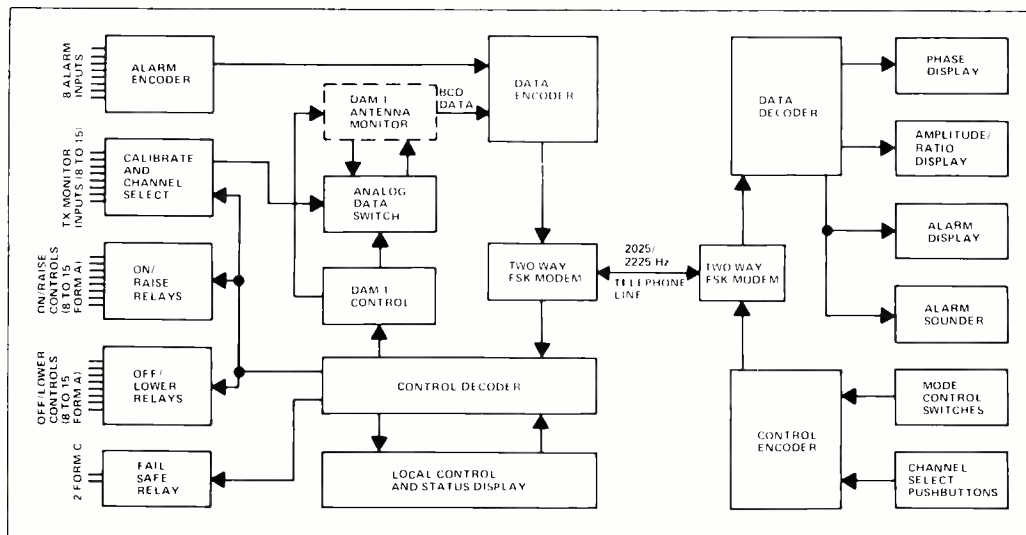 8 ALARM
INPUTS
ALARM
ENCODER
DAM 1
ANTENNA
MONITOR
BCD
DATA
DATA
ENCODER
DATA
DECODER
PHASE
DISPLAY
AMPLITUDE/
RATIO
DISPLAY
TX MONITOR
INPUTS (8 TO 15)
CALIBRATE
AND
CHANNEL
SELECT
ANALOG
DATA
SWITCH
ALARM
DISPLAY
ON/RAISE
CONTROLS
(8 TO 15
FORM A)
ON/
RAISE
RELAYS
DAM 1
CONTROL
TWO WAY
FSK MODEM
2025/
2225 Hz
TELEPHONE
LINE
TWO WAY
FSK MODEM
ALARM
SOUNDER
OFF/LOWER
CONTROLS
(8 TO 15
FORM A)
OFF/
LOWER
RELAYS
CONTROL DECODER
CONTROL
ENCODER
MODE
CONTROL
SWITCHES
2 FORM C
FAIL
SAFE
RELAY
LOCAL CONTROL
AND STATUS DISPLAY
CHANNEL
SELECT
PUSHBUTTONS